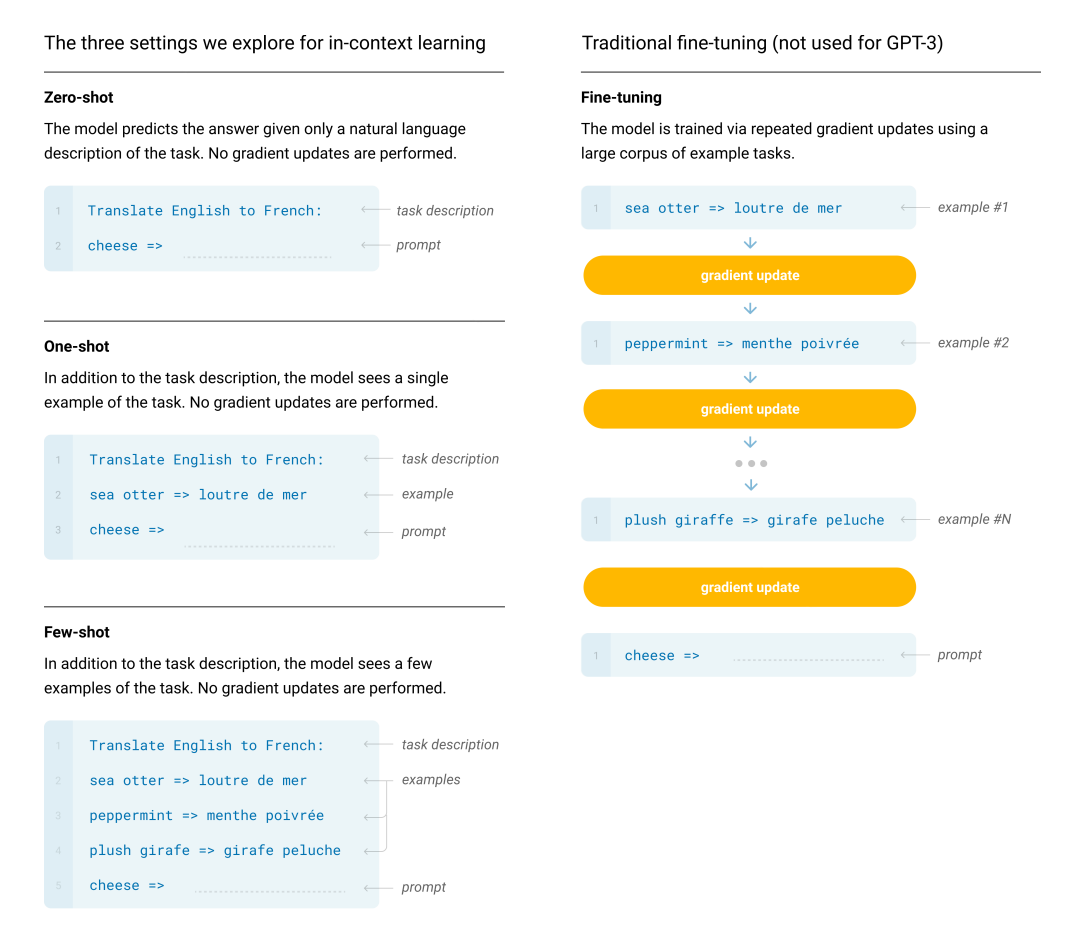 The three settings we explore for in-context learning
Zero-shot
The model predicts the answer given only a natural language
description of the task. No gradient updates are performed.
1 Translate English to French: task description
2 cheese => prompt
One-shot
In addition to the task description, the model sees a single
example of the task. No gradient updates are performed.
1 Translate English to French: task description
2 sea otter => loutre de mer example
3 cheese => prompt
Few-shot
In addition to the task description, the model sees a few
examples of the task. No gradient updates are performed.
1 Translate English to French: task description
2 sea otter => loutre de mer examples
3 peppermint => menthe poivrée
4 plush girafe => girafe peluche
5 cheese => prompt
Traditional fine-tuning (not used for GPT-3)
Fine-tuning
The model is trained via repeated gradient updates using a
large corpus of example tasks.
1 sea otter => loutre de mer example #1
gradient update
1 peppermint => menthe poivrée example #2
gradient update
1 plush giraffe => girafe peluche example #N
gradient update
1 cheese => prompt